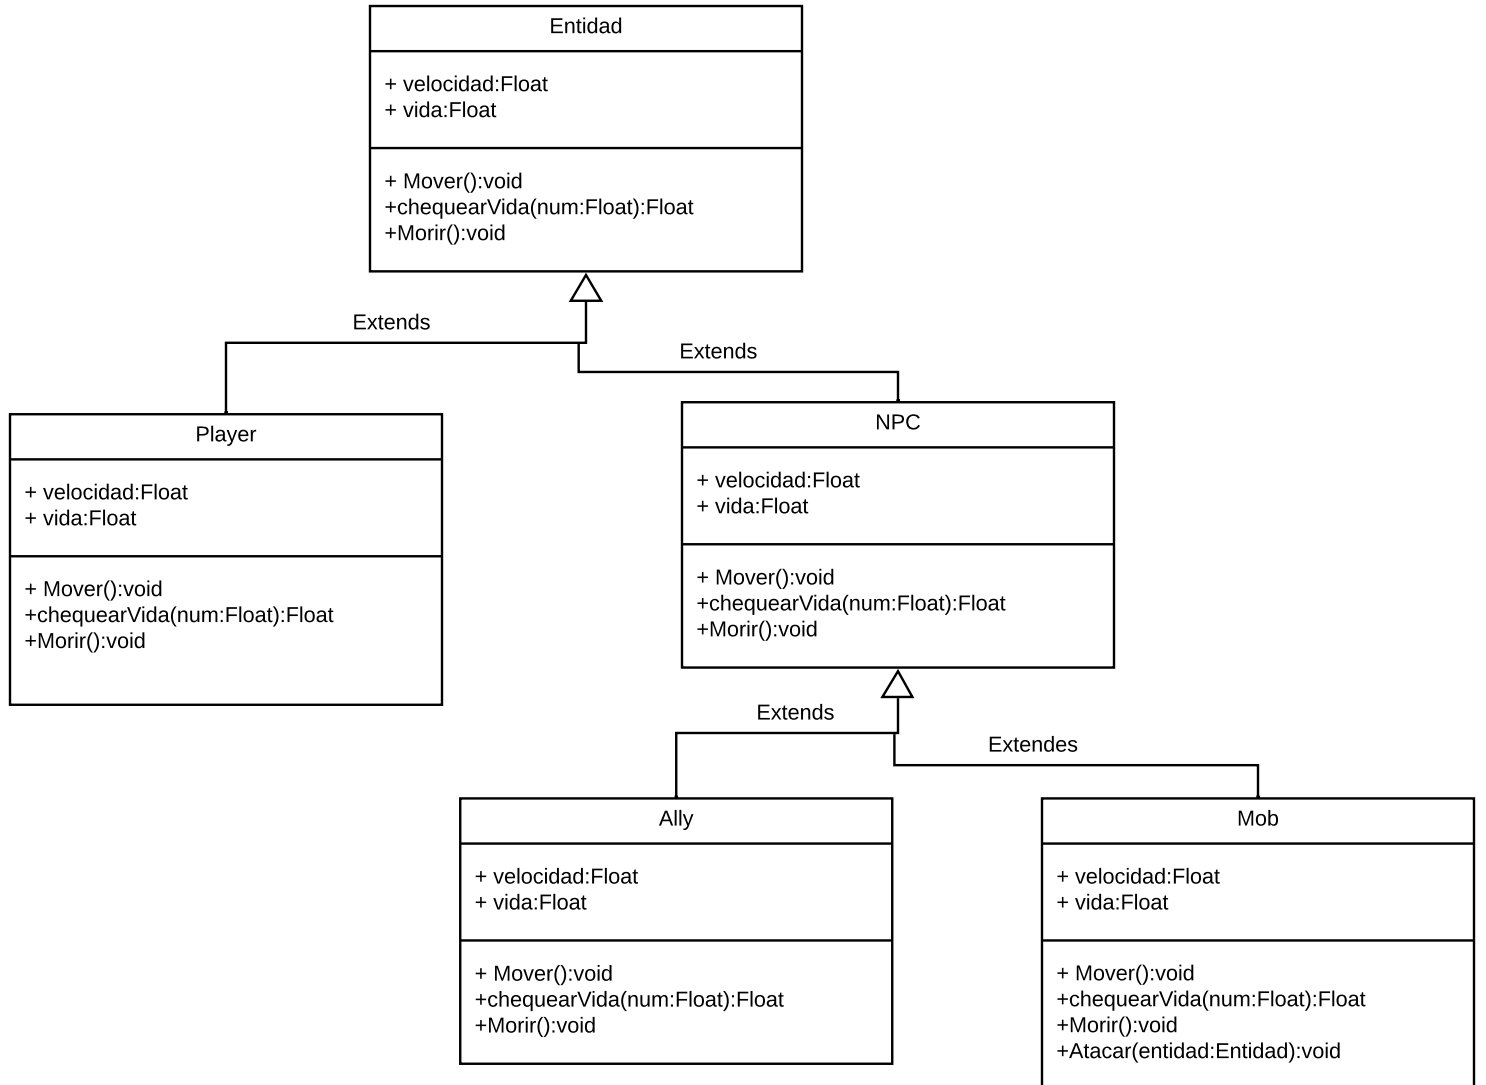 Entidad
+ velocidad:Float
+ vida:Float
+ Mover():void
+chequearVida(num:Float):Float
+Morir():void
Extends
Extends
Player
+ velocidad:Float
+ vida:Float
+ Mover():void
+chequearVida(num:Float):Float
+Morir():void
NPC
+ velocidad:Float
+ vida:Float
+ Mover():void
+chequearVida(num:Float):Float
+Morir():void
Extends
Extendes
Ally
+ velocidad:Float
+ vida:Float
+ Mover():void
+chequearVida(num:Float):Float
+Morir():void
Mob
+ velocidad:Float
+ vida:Float
+ Mover():void
+chequearVida(num:Float):Float
+Morir():void
+Atacar(entidad:Entidad):void